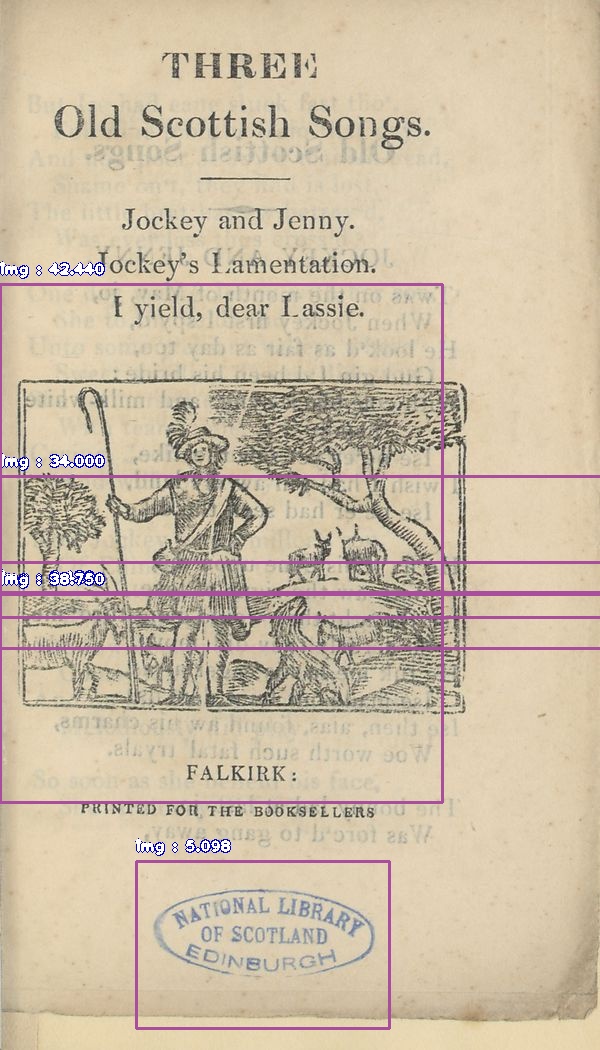 THREE
Old Scottish Songs.
Jockey and Jenny.
Jockey's Lamentation.
img : 42.440
I yield, dear Lassie.
img : 34.000
img : 38.750
FALKIRK:
PRINTED FOR THE BOOKSELLERS
img : 5.098
NATIONAL LIBRARY
OF SCOTLAND
EDINBURGH